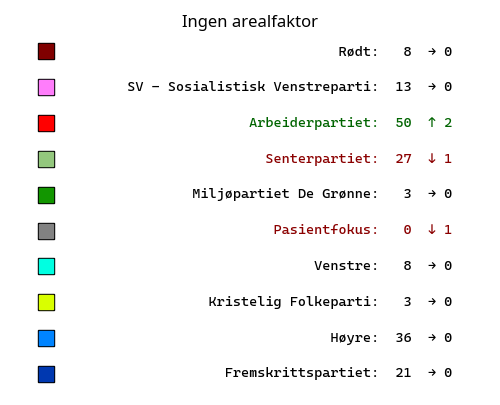 Ingen arealfaktor
Rødt: 8 → 0
SV – Sosialistisk Venstreparti: 13 → 0
Arbeiderpartiet: 50 ↑ 2
Senterpartiet: 27 ↓ 1
Miljøpartiet De Grønne: 3 → 0
Pasientfokus: 0 ↓ 1
Venstre: 8 → 0
Kristelig Folkeparti: 3 → 0
Høyre: 36 → 0
Fremskrittspartiet: 21 → 0